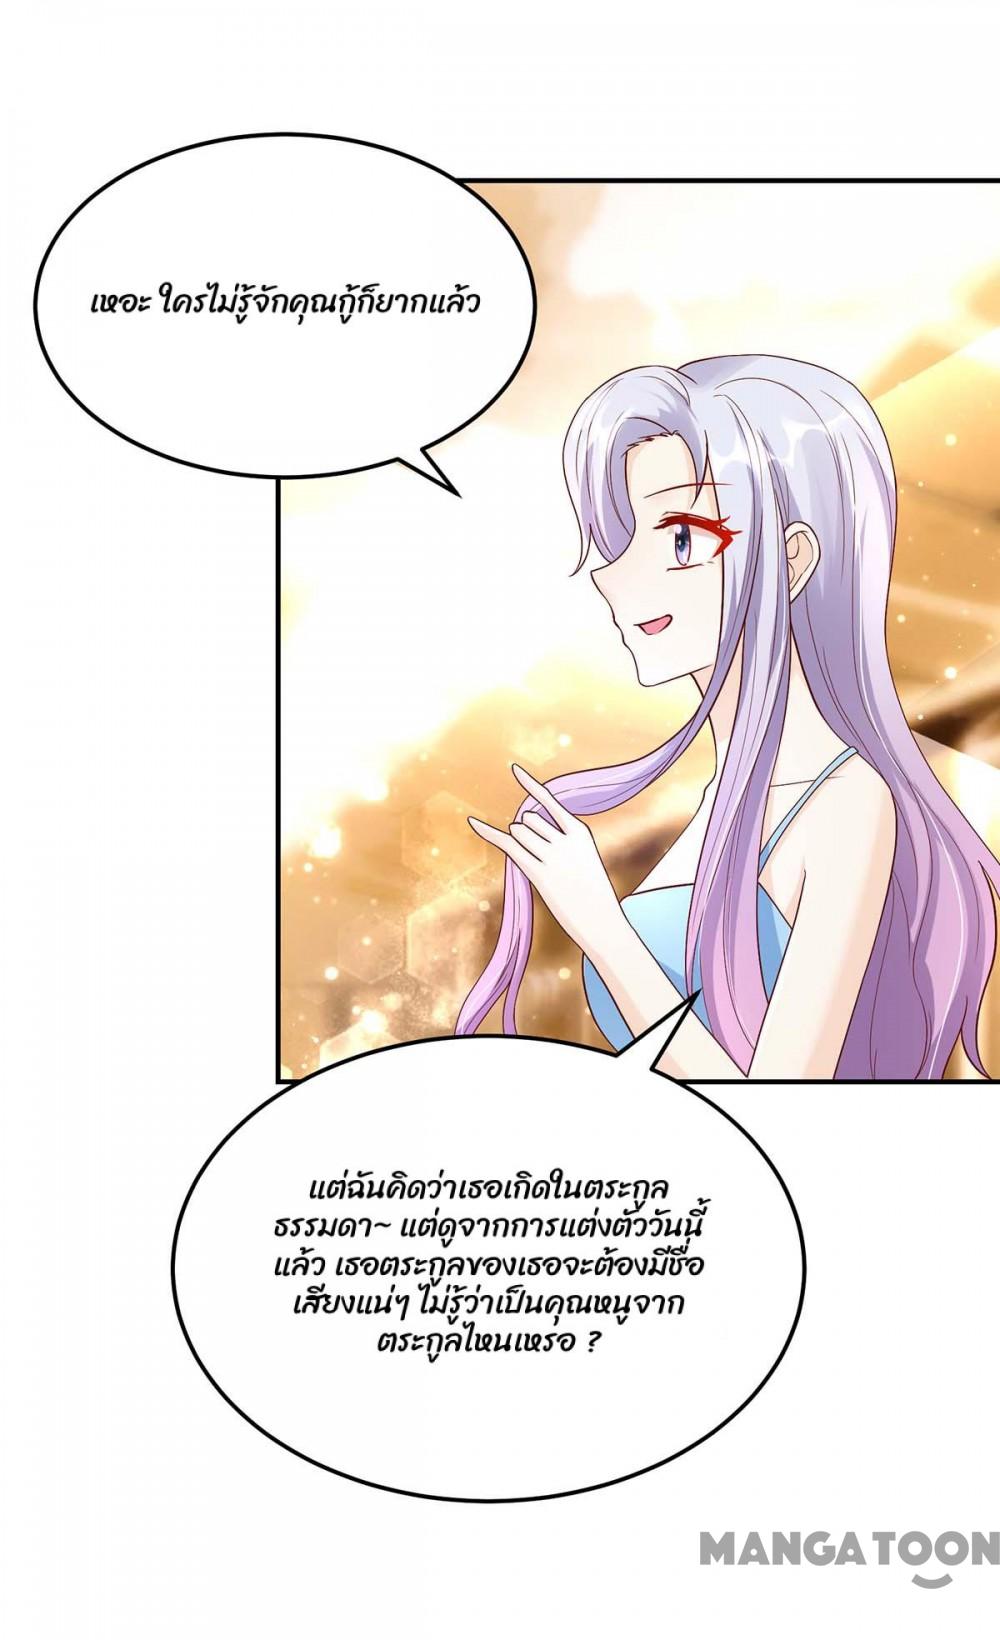 เหอะ ใครไม่รู้จักคุณกู้ก็ยากแล้ว
แต่ฉันคิดว่าเธอเกิดในตระกูล
ธรรมดา~ แต่ดูจากการแต่งตัววันนี้
แล้ว เธอตระกูลของเธอจะต้องมีชื่อ
เสียงแน่ๆ ไม่รู้ว่าเป็นคุณหนูจาก
ตระกูลไหนเหรอ ?
MANGATOON